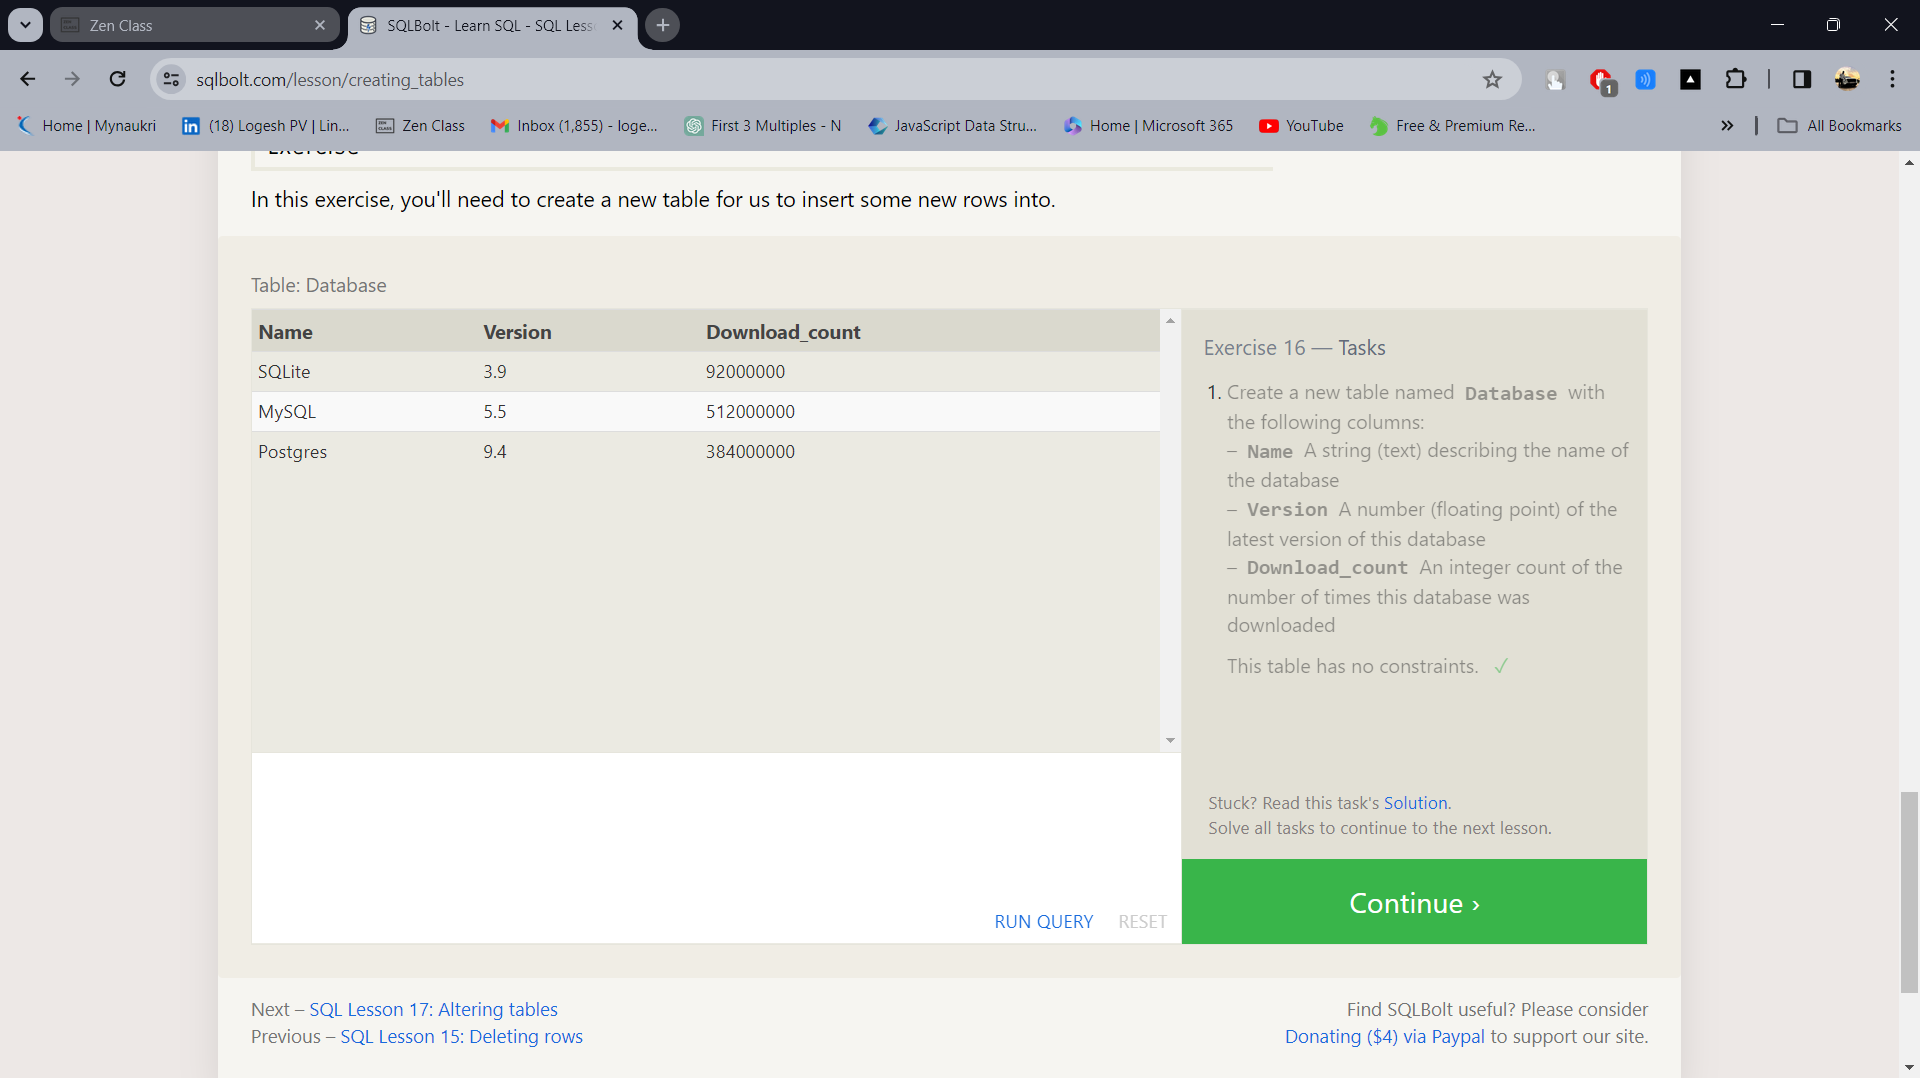 Zen Class
SQLBolt - Learn SQL - SQL Less
sqlbolt.com/lesson/creating_tables
1
Home | Mynaukri
in (18) Logesh PV | Lin...
ZEN CLASS Zen Class
Inbox (1,855) - loge...
First 3 Multiples - N
JavaScript Data Stru...
Home | Microsoft 365
YouTube
Free & Premium Re...
»
All Bookmarks
Exercise
In this exercise, you'll need to create a new table for us to insert some new rows into.
Table: Database
Name Version Download_count
SQLite 3.9 92000000
MySQL 5.5 512000000
Postgres 9.4 384000000
RUN QUERY RESET
Exercise 16 — Tasks
1. Create a new table named Database with
the following columns:
– Name A string (text) describing the name of
the database
– Version A number (floating point) of the
latest version of this database
– Download_count An integer count of the
number of times this database was
downloaded
This table has no constraints. ✓
Stuck? Read this task's Solution.
Solve all tasks to continue to the next lesson.
Continue ›
Next – SQL Lesson 17: Altering tables
Previous – SQL Lesson 15: Deleting rows
Find SQLBolt useful? Please consider
Donating ($4) via Paypal to support our site.